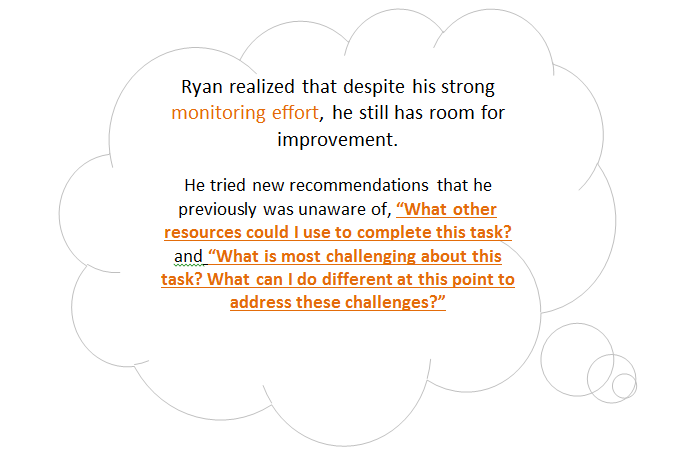 Ryan realized that despite his strong
monitoring effort, he still has room for
improvement.
He tried new recommendations that he
previously was unaware of, “What other
resources could I use to complete this task?
and “What is most challenging about this
task? What can I do different at this point to
address these challenges?”